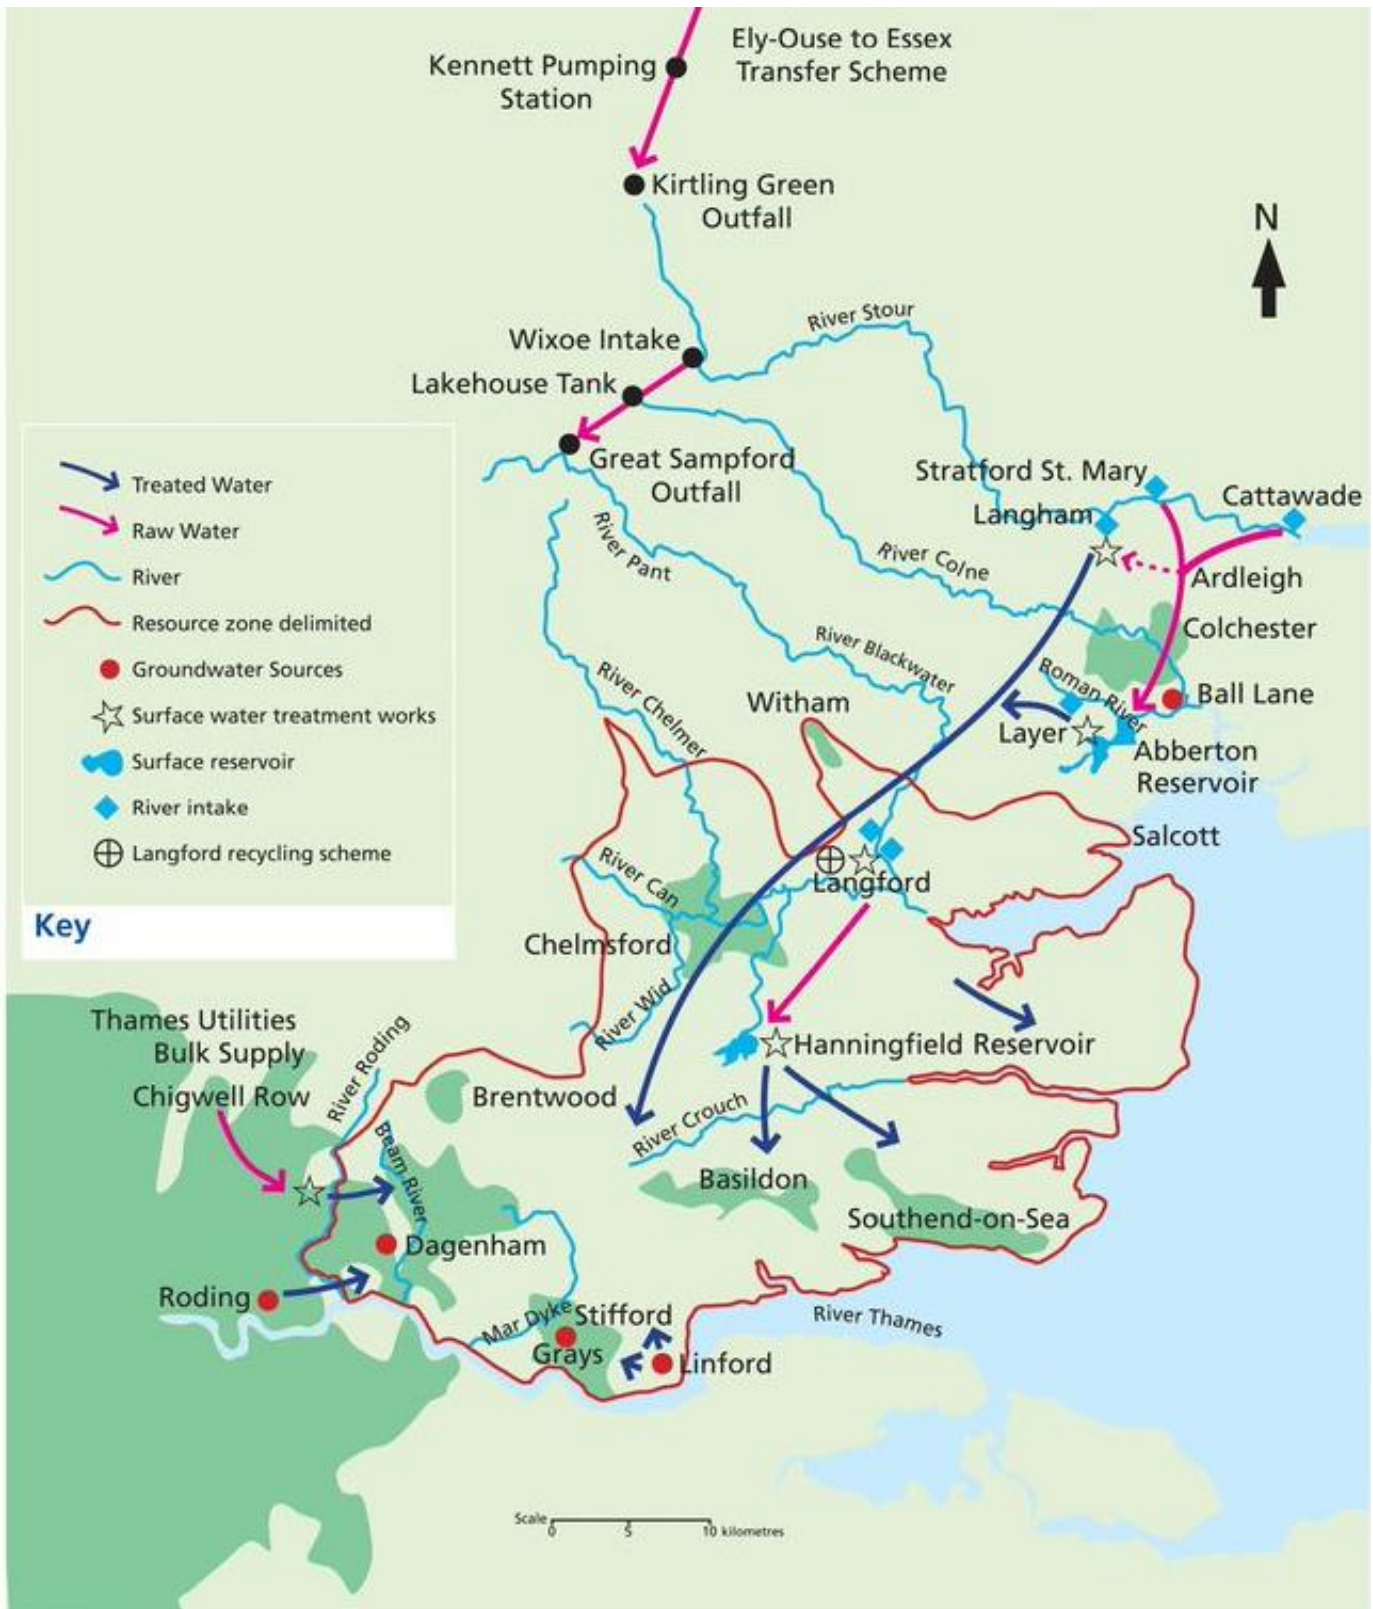 Ely-Ouse to Essex
Transfer Scheme
Kennett Pumping
Station
Kirtling Green
Outfall
N
River Stour
Wixoe Intake
Lakehouse Tank
Great Sampford
Outfall
Stratford St. Mary
Cattawade
Langham
River Pant
River Colne
Ardleigh
Colchester
River Blackwater
Roman River
Ball Lane
River Chelmer
Witham
Layer
Abberton
Reservoir
Salcott
River Can
Langford
Chelmsford
River Wid
Hanningfield Reservoir
Treated Water
Raw Water
River
Resource zone delimited
Groundwater Sources
Surface water treatment works
Surface reservoir
River intake
Langford recycling scheme
Key
Thames Utilities
Bulk Supply
Chigwell Row
River Roding
Brentwood
River Crouch
Beam River
Basildon
Southend-on-Sea
Dagenham
Roding
Mar Dyke
Stifford
Grays
Linford
River Thames
Scale
0 5 10 kilometres